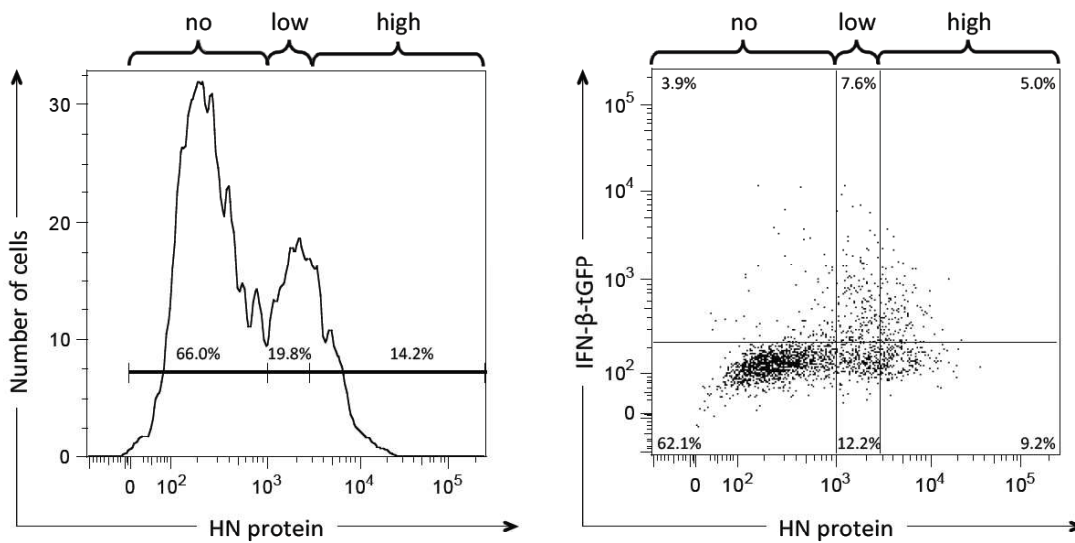 no low high
Number of cells
30
20
10
0
66.0% 19.8% 14.2%
0 10² 10³ 10⁴ 10⁵
HN protein
no low high
IFN-β-tGFP
3.9% 7.6% 5.0%
10⁵
10⁴
10³
10²
0
62.1% 12.2% 9.2%
0 10² 10³ 10⁴ 10⁵
HN protein